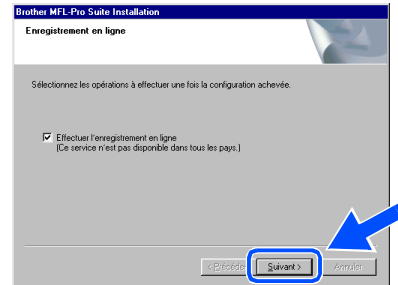 Brother MFL-Pro Suite Installation
Enregistrement en ligne
Sélectionnez les opérations à effectuer une fois la configuration achevée.
Effectuer l'enregistrement en ligne
(Ce service n'est pas disponible dans tous les pays.)
Suivant > Annuler